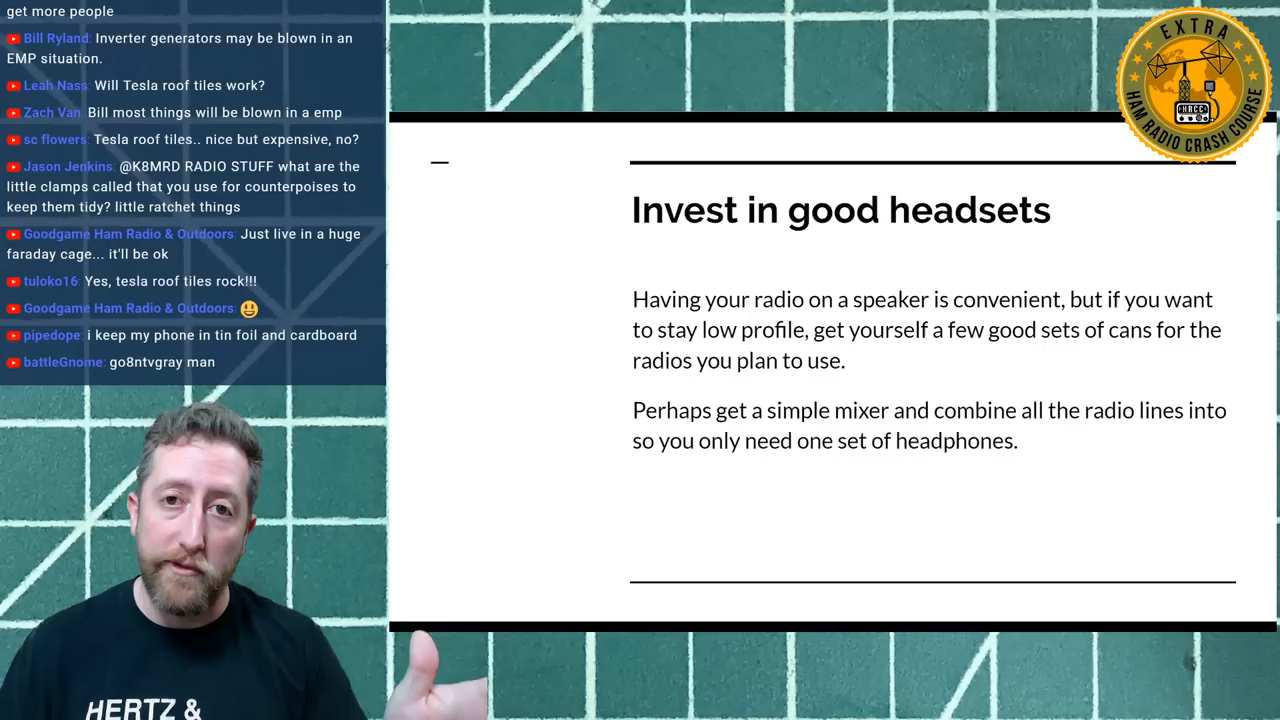 get more people
Bill Ryland: Inverter generators may be blown in an
EMP situation.
Leah Nass: Will Tesla roof tiles work?
Zach Van: Bill most things will be blown in a emp
sc flowers: Tesla roof tiles.. nice but expensive, no?
Jason Jenkins: @K8MRD RADIO STUFF what are the
little clamps called that you use for counterpoises to
keep them tidy? little ratchet things
Goodgame Ham Radio & Outdoors: Just live in a huge
faraday cage... it'll be ok
tuloko16: Yes, tesla roof tiles rock!!!
Goodgame Ham Radio & Outdoors: 😃
pipedope: i keep my phone in tin foil and cardboard
battleGnome: go8ntvgray man
EXTRA
HRCC
HAM RADIO CRASH COURSE
Invest in good headsets
Having your radio on a speaker is convenient, but if you want
to stay low profile, get yourself a few good sets of cans for the
radios you plan to use.
Perhaps get a simple mixer and combine all the radio lines into
so you only need one set of headphones.
HERTZ &